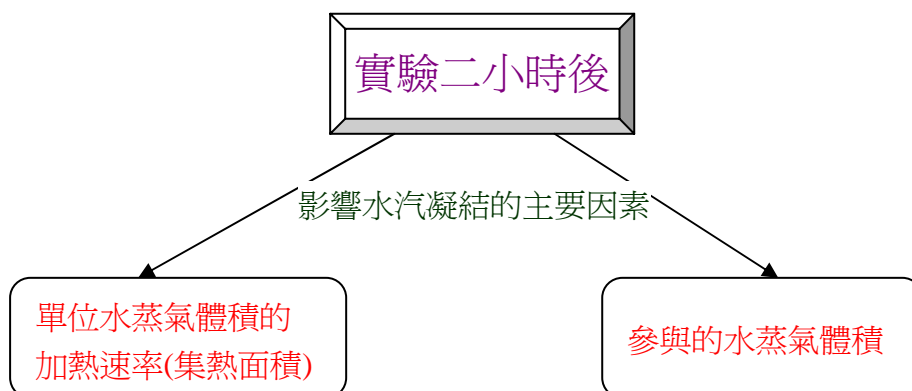 實驗二小時後
影響水汽凝結的主要因素
單位水蒸氣體積的
加熱速率(集熱面積)
參與的水蒸氣體積